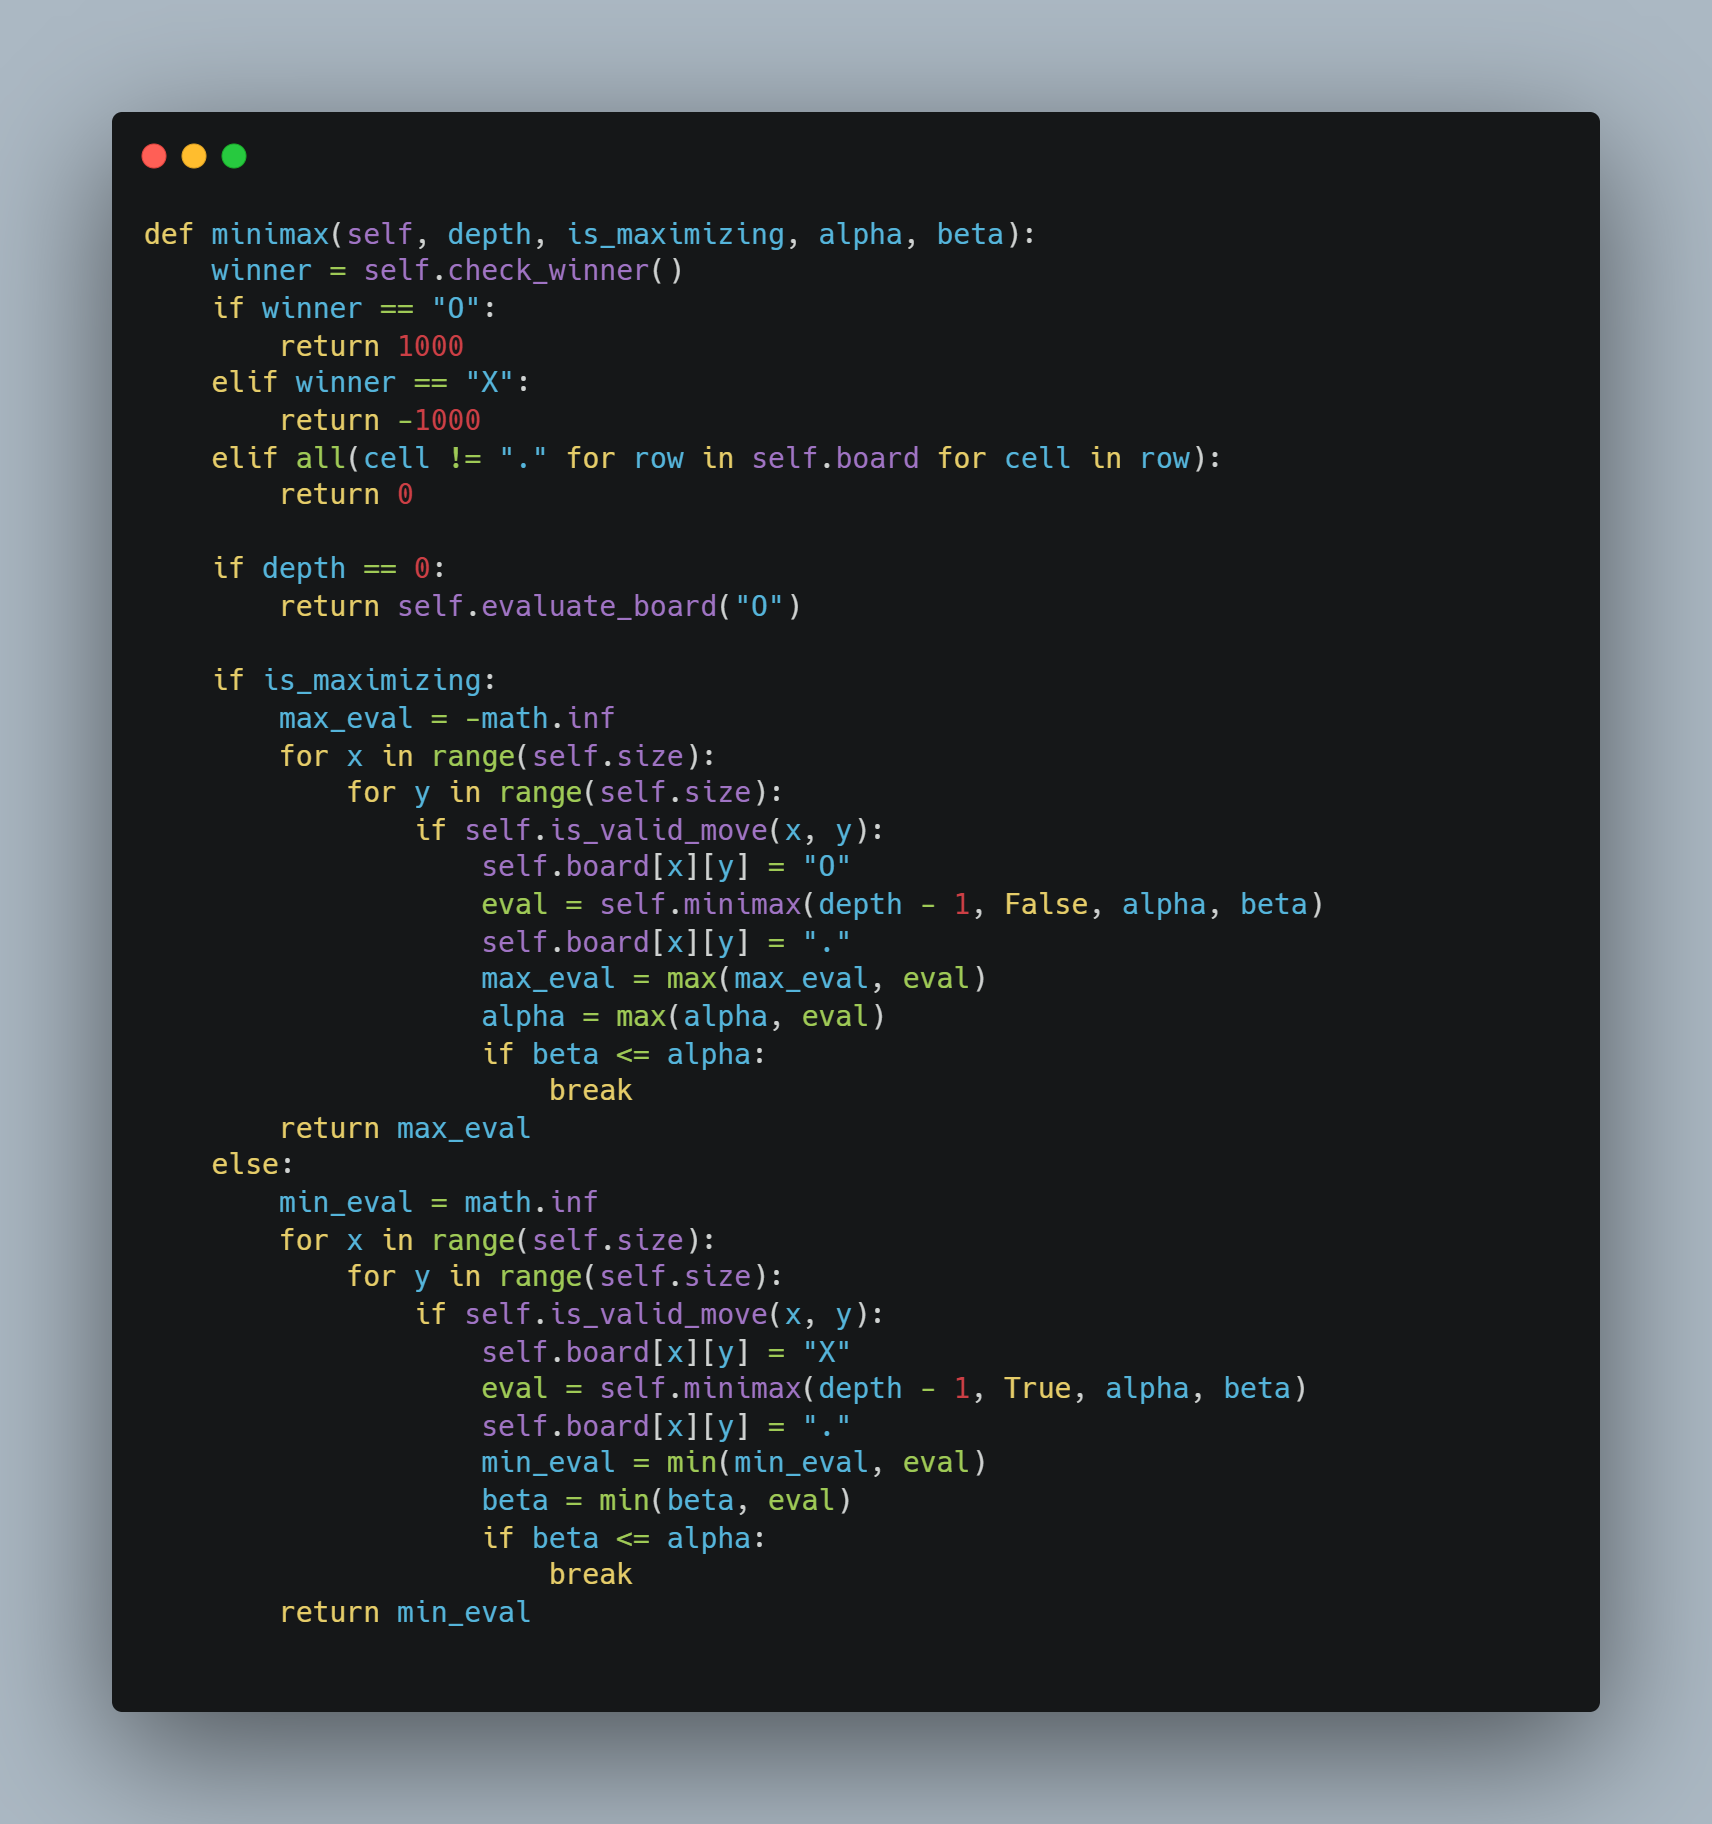 def minimax(self, depth, is_maximizing, alpha, beta):
    winner = self.check_winner()
    if winner == "O":
        return 1000
    elif winner == "X":
        return -1000
    elif all(cell != "." for row in self.board for cell in row):
        return 0

    if depth == 0:
        return self.evaluate_board("O")

    if is_maximizing:
        max_eval = -math.inf
        for x in range(self.size):
            for y in range(self.size):
                if self.is_valid_move(x, y):
                    self.board[x][y] = "O"
                    eval = self.minimax(depth - 1, False, alpha, beta)
                    self.board[x][y] = "."
                    max_eval = max(max_eval, eval)
                    alpha = max(alpha, eval)
                    if beta <= alpha:
                        break
        return max_eval
    else:
        min_eval = math.inf
        for x in range(self.size):
            for y in range(self.size):
                if self.is_valid_move(x, y):
                    self.board[x][y] = "X"
                    eval = self.minimax(depth - 1, True, alpha, beta)
                    self.board[x][y] = "."
                    min_eval = min(min_eval, eval)
                    beta = min(beta, eval)
                    if beta <= alpha:
                        break
        return min_eval